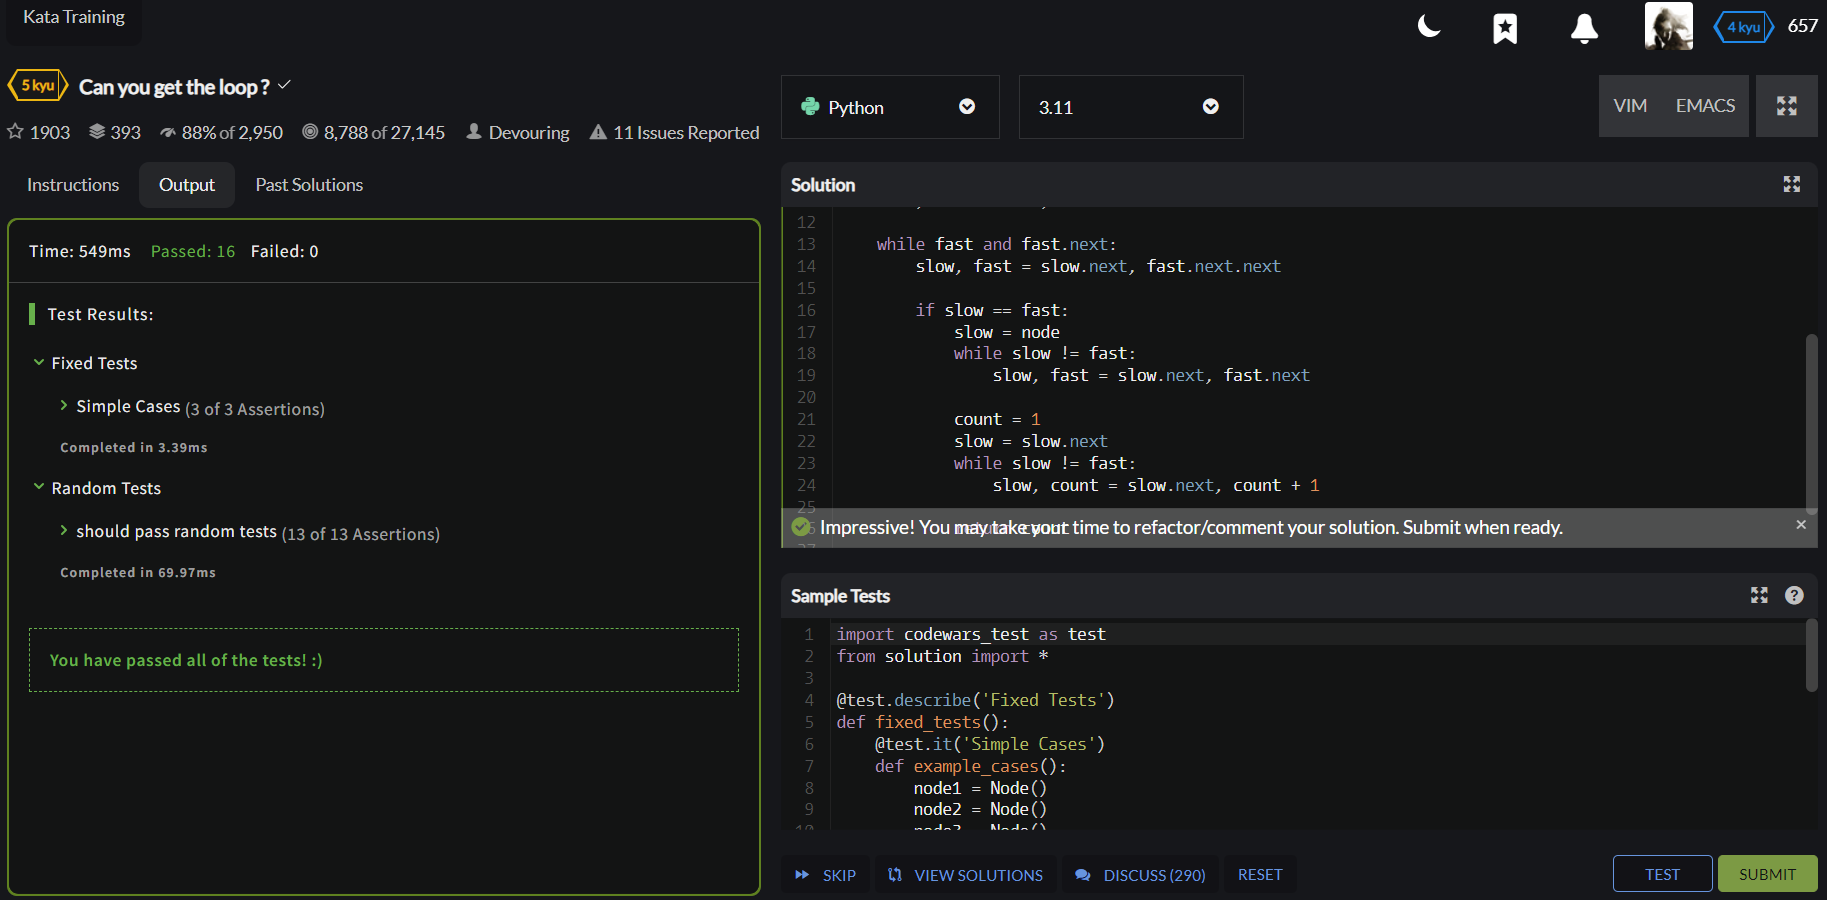 Kata Training
4 kyu 657
5 kyu Can you get the loop ?
1903 393 88% of 2,950 8,788 of 27,145 Devouring 11 Issues Reported
Instructions Output Past Solutions
Time: 549ms Passed: 16 Failed: 0
Test Results:
Fixed Tests
Simple Cases (3 of 3 Assertions)
Completed in 3.39ms
Random Tests
should pass random tests (13 of 13 Assertions)
Completed in 69.97ms
You have passed all of the tests! :)
Python 3.11 VIM EMACS
Solution
12
13 while fast and fast.next:
14 slow, fast = slow.next, fast.next.next
15
16 if slow == fast:
17 slow = node
18 while slow != fast:
19 slow, fast = slow.next, fast.next
20
21 count = 1
22 slow = slow.next
23 while slow != fast:
24 slow, count = slow.next, count + 1
25
Impressive! You may take your time to refactor/comment your solution. Submit when ready.
Sample Tests
1 import codewars_test as test
2 from solution import *
3
4 @test.describe('Fixed Tests')
5 def fixed_tests():
6 @test.it('Simple Cases')
7 def example_cases():
8 node1 = Node()
9 node2 = Node()
SKIP VIEW SOLUTIONS DISCUSS (290) RESET TEST SUBMIT